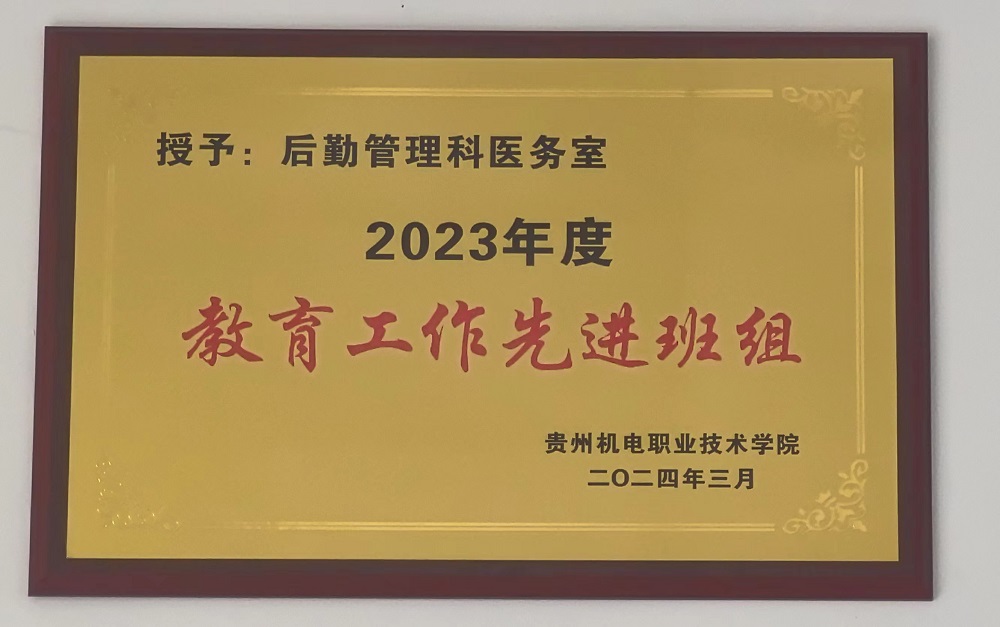 授予：后勤管理科医务室
2023年度
教育工作先进班组
贵州机电职业技术学院
二〇二四年三月